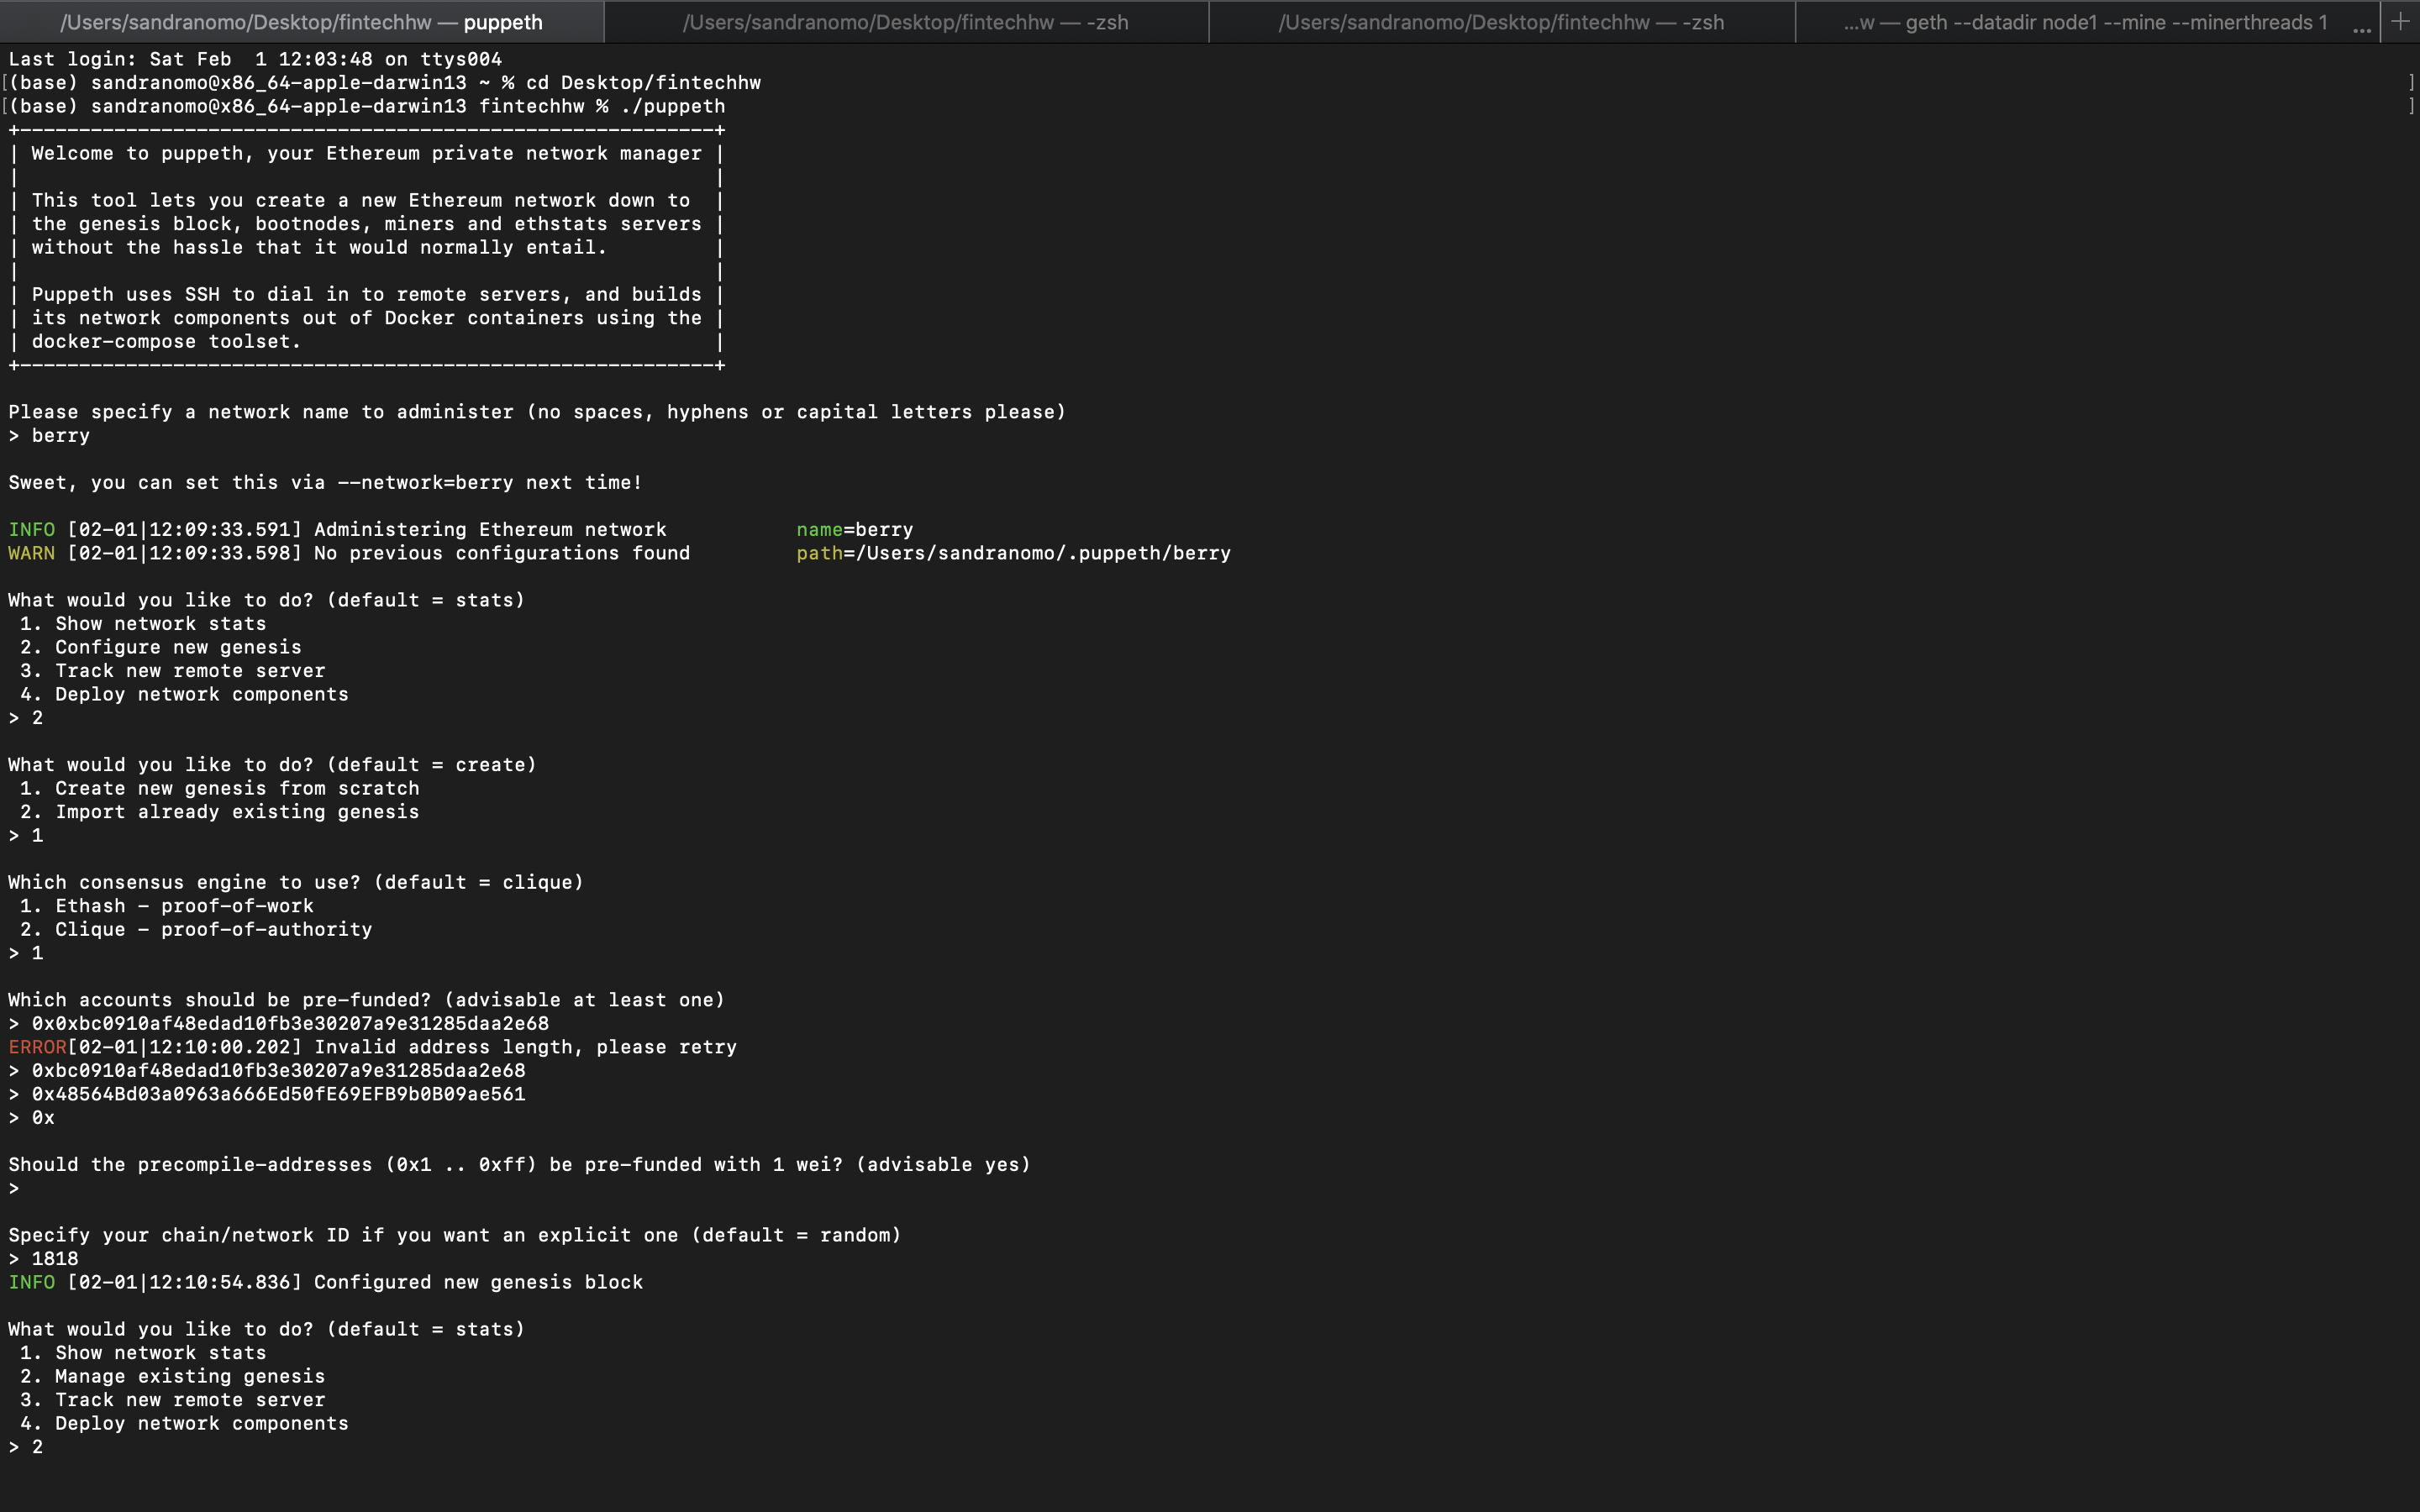 /Users/sandranomo/Desktop/fintechhw — puppeth
/Users/sandranomo/Desktop/fintechhw — -zsh
/Users/sandranomo/Desktop/fintechhw — -zsh
...w — geth --datadir node1 --mine --minerthreads 1 ... +
Last login: Sat Feb  1 12:03:48 on ttys004
[(base) sandranomo@x86_64-apple-darwin13 ~ % cd Desktop/fintechhw ]
[(base) sandranomo@x86_64-apple-darwin13 fintechhw % ./puppeth ]
+-----------------------------------------------------------+
| Welcome to puppeth, your Ethereum private network manager |
|                                                           |
| This tool lets you create a new Ethereum network down to  |
| the genesis block, bootnodes, miners and ethstats servers |
| without the hassle that it would normally entail.         |
|                                                           |
| Puppeth uses SSH to dial in to remote servers, and builds |
| its network components out of Docker containers using the |
| docker-compose toolset.                                   |
+-----------------------------------------------------------+
Please specify a network name to administer (no spaces, hyphens or capital letters please)
> berry
Sweet, you can set this via --network=berry next time!
INFO [02-01|12:09:33.591] Administering Ethereum network           name=berry
WARN [02-01|12:09:33.598] No previous configurations found         path=/Users/sandranomo/.puppeth/berry
What would you like to do? (default = stats)
 1. Show network stats
 2. Configure new genesis
 3. Track new remote server
 4. Deploy network components
> 2
What would you like to do? (default = create)
 1. Create new genesis from scratch
 2. Import already existing genesis
> 1
Which consensus engine to use? (default = clique)
 1. Ethash - proof-of-work
 2. Clique - proof-of-authority
> 1
Which accounts should be pre-funded? (advisable at least one)
> 0x0xbc0910af48edad10fb3e30207a9e31285daa2e68
ERROR[02-01|12:10:00.202] Invalid address length, please retry
> 0xbc0910af48edad10fb3e30207a9e31285daa2e68
> 0x48564Bd03a0963a666Ed50fE69EFB9b0B09ae561
> 0x
Should the precompile-addresses (0x1 .. 0xff) be pre-funded with 1 wei? (advisable yes)
>
Specify your chain/network ID if you want an explicit one (default = random)
> 1818
INFO [02-01|12:10:54.836] Configured new genesis block
What would you like to do? (default = stats)
 1. Show network stats
 2. Manage existing genesis
 3. Track new remote server
 4. Deploy network components
> 2